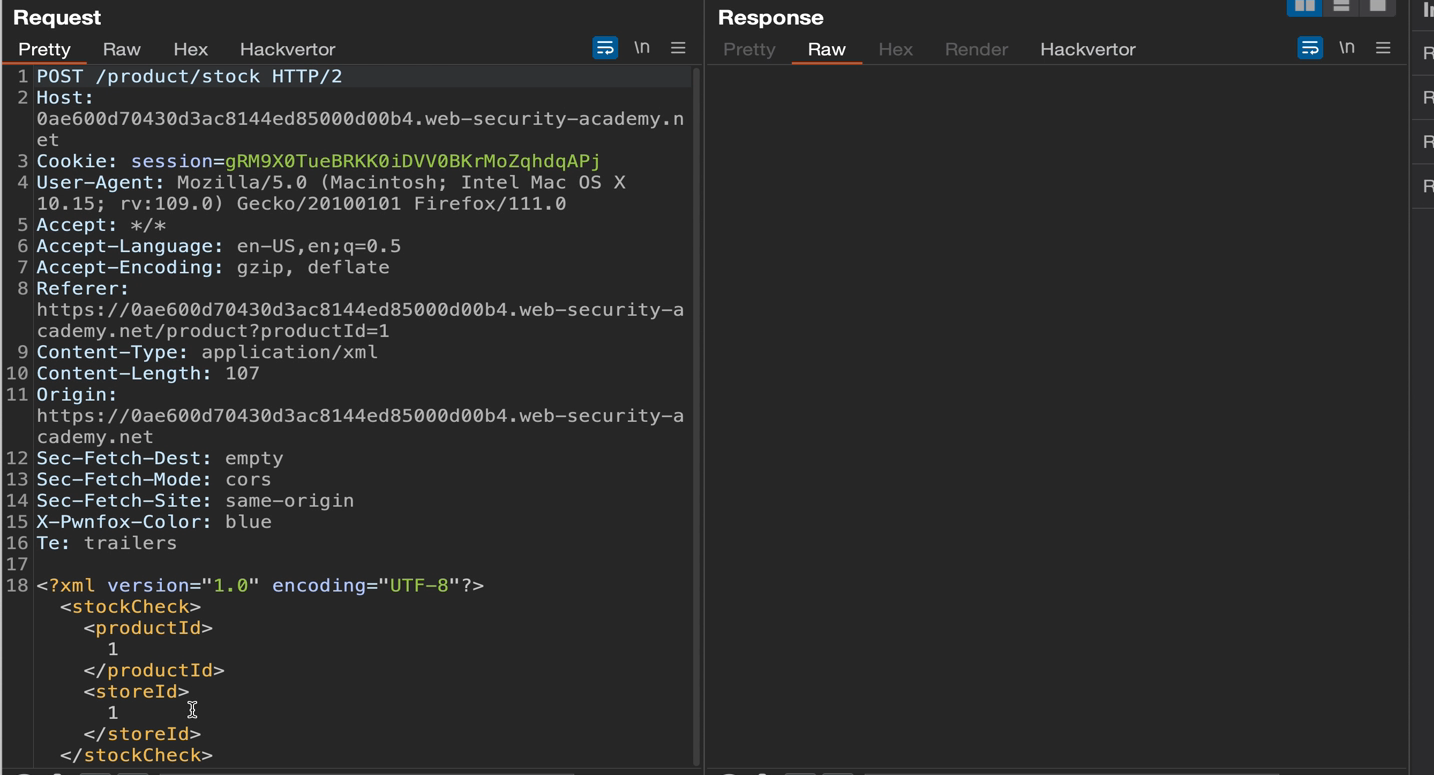 Request
Pretty Raw Hex Hackvertor \n
1 POST /product/stock HTTP/2
2 Host:
0ae600d70430d3ac8144ed85000d00b4.web-security-academy.n
et
3 Cookie: session=gRM9X0TueBRKK0iDVV0BKrMoZqhdqAPj
4 User-Agent: Mozilla/5.0 (Macintosh; Intel Mac OS X
10.15; rv:109.0) Gecko/20100101 Firefox/111.0
5 Accept: */*
6 Accept-Language: en-US,en;q=0.5
7 Accept-Encoding: gzip, deflate
8 Referer:
https://0ae600d70430d3ac8144ed85000d00b4.web-security-a
cademy.net/product?productId=1
9 Content-Type: application/xml
10 Content-Length: 107
11 Origin:
https://0ae600d70430d3ac8144ed85000d00b4.web-security-a
cademy.net
12 Sec-Fetch-Dest: empty
13 Sec-Fetch-Mode: cors
14 Sec-Fetch-Site: same-origin
15 X-Pwnfox-Color: blue
16 Te: trailers
17
18 <?xml version="1.0" encoding="UTF-8"?>
<stockCheck>
<productId>
1
</productId>
<storeId>
1
</storeId>
</stockCheck>
Response
Pretty Raw Hex Render Hackvertor \n